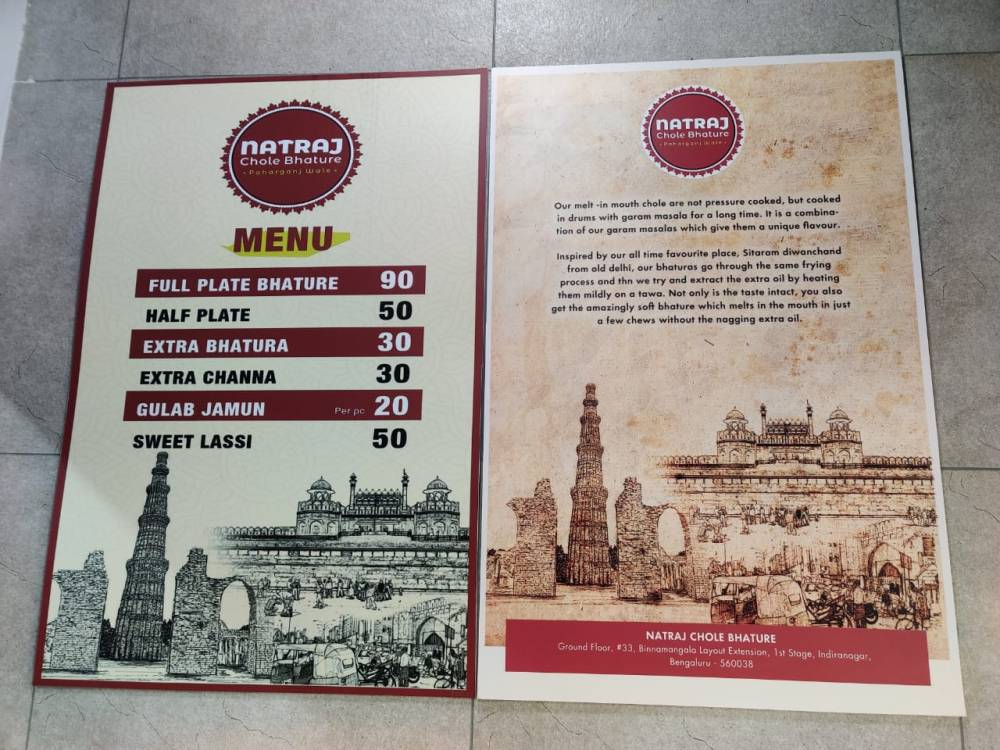 NATRAJ
Chole Bhature
Paharganj Wale
MENU
FULL PLATE BHATURE 90
HALF PLATE 50
EXTRA BHATURA 30
EXTRA CHANNA 30
GULAB JAMUN Per pc 20
SWEET LASSI 50
NATRAJ
Chole Bhature
Paharganj Wale
Our melt -in mouth chole are not pressure cooked, but cooked
in drums with garam masala for a long time. It is a combina-
tion of our garam masalas which give them a unique flavour.
Inspired by our all time favourite place, Sitaram diwanchand
from old delhi, our bhaturas go through the same frying
process and thn we try and extract the extra oil by heating
them mildly on a tawa. Not only is the taste intact, you also
get the amazingly soft bhature which melts in the mouth in just
a few chews without the nagging extra oil.
NATRAJ CHOLE BHATURE
Ground Floor, #33, Binnamangala Layout Extension, 1st Stage, Indiranagar,
Bengaluru - 560038